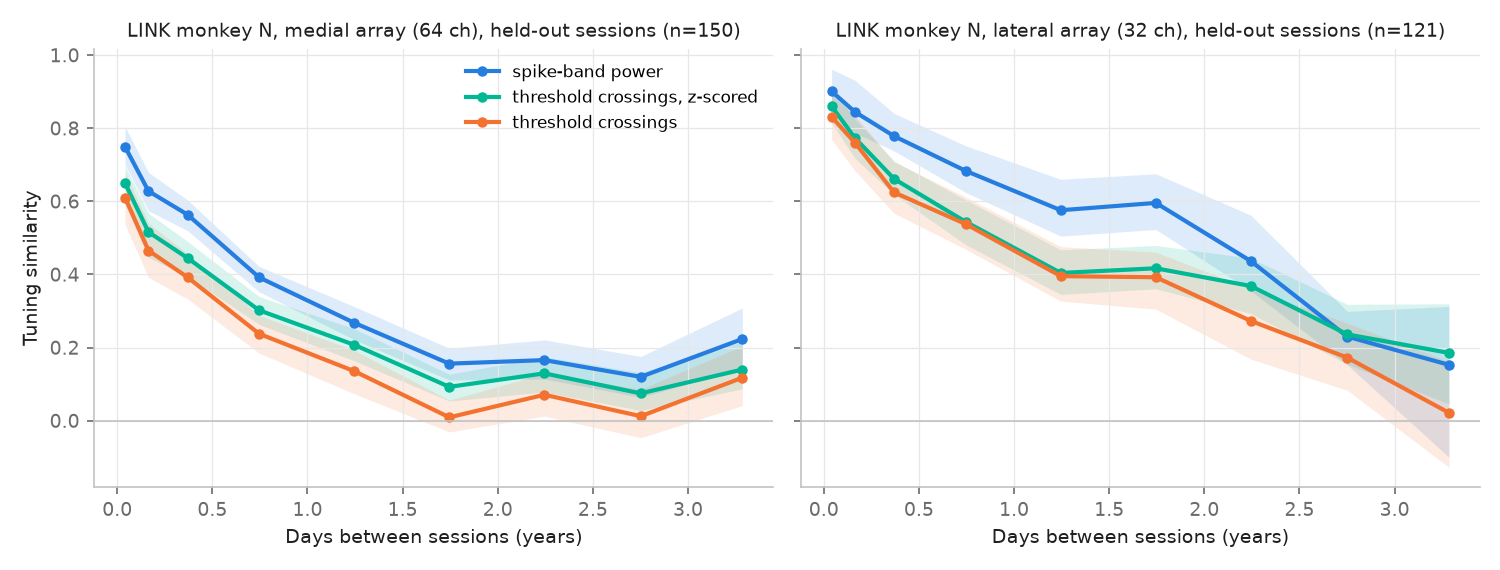 LINK monkey N, medial array (64 ch), held-out sessions (n=150)
LINK monkey N, lateral array (32 ch), held-out sessions (n=121)
spike-band power
threshold crossings, z-scored
threshold crossings
Tuning similarity
1.0
0.8
0.6
0.4
0.2
0.0
0.0 0.5 1.0 1.5 2.0 2.5 3.0
Days between sessions (years)
0.0 0.5 1.0 1.5 2.0 2.5 3.0
Days between sessions (years)